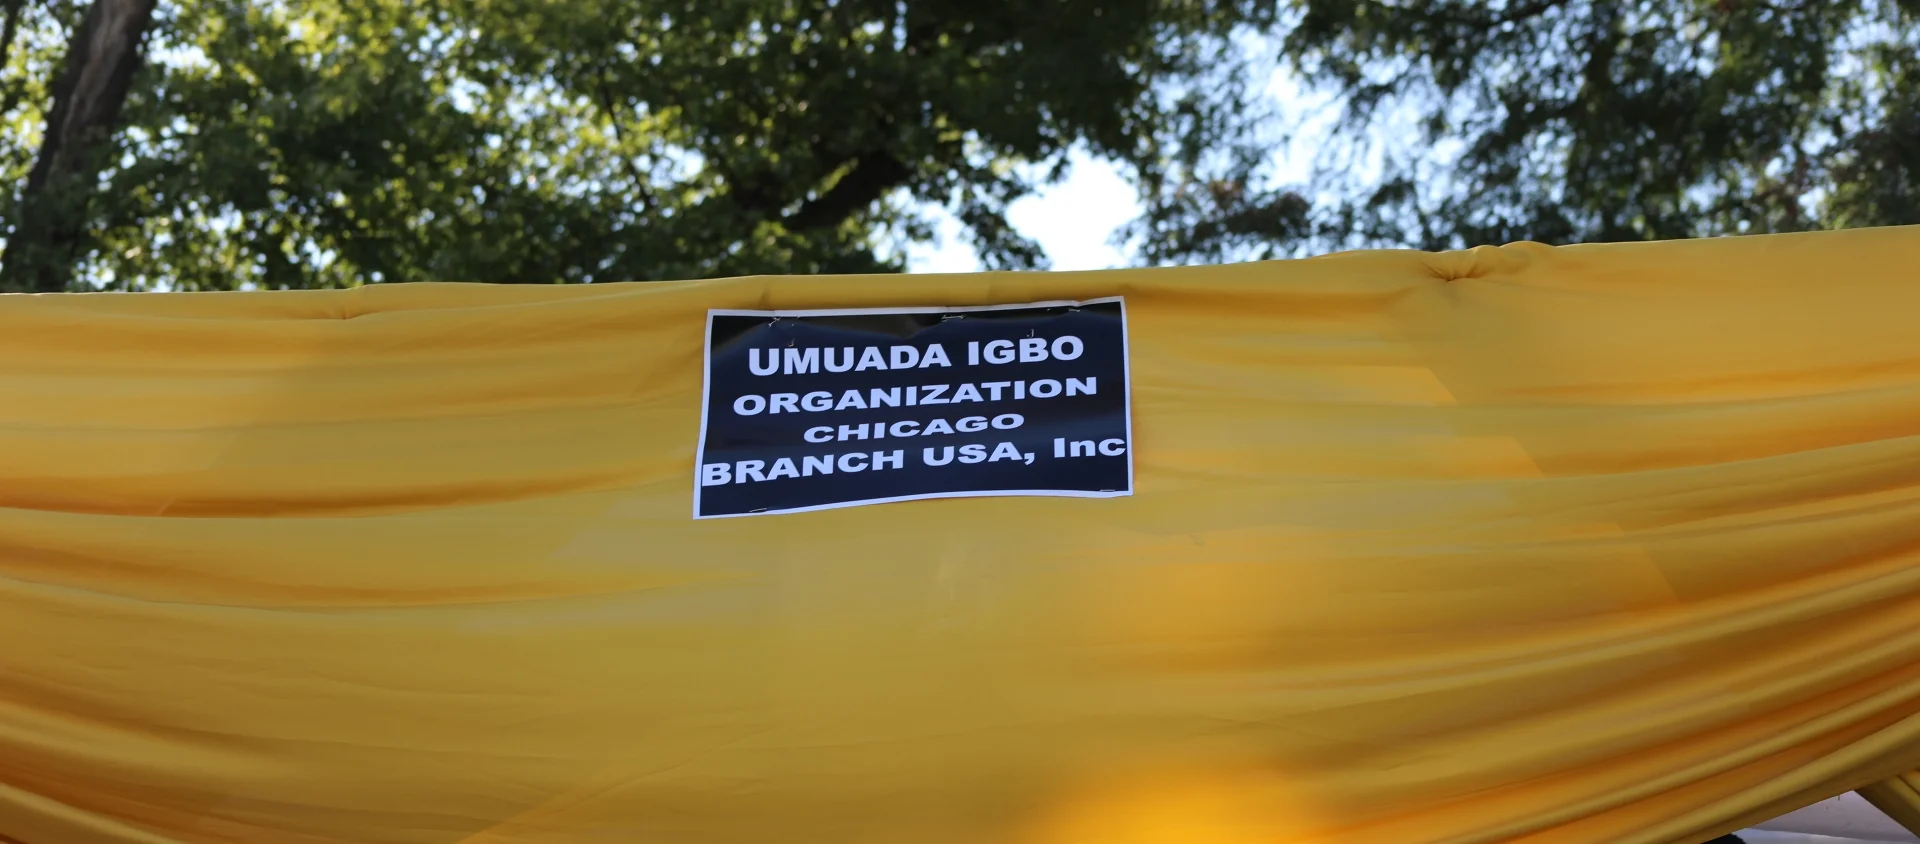 UMUADA IGBO
ORGANIZATION
CHICAGO
BRANCH USA, Inc